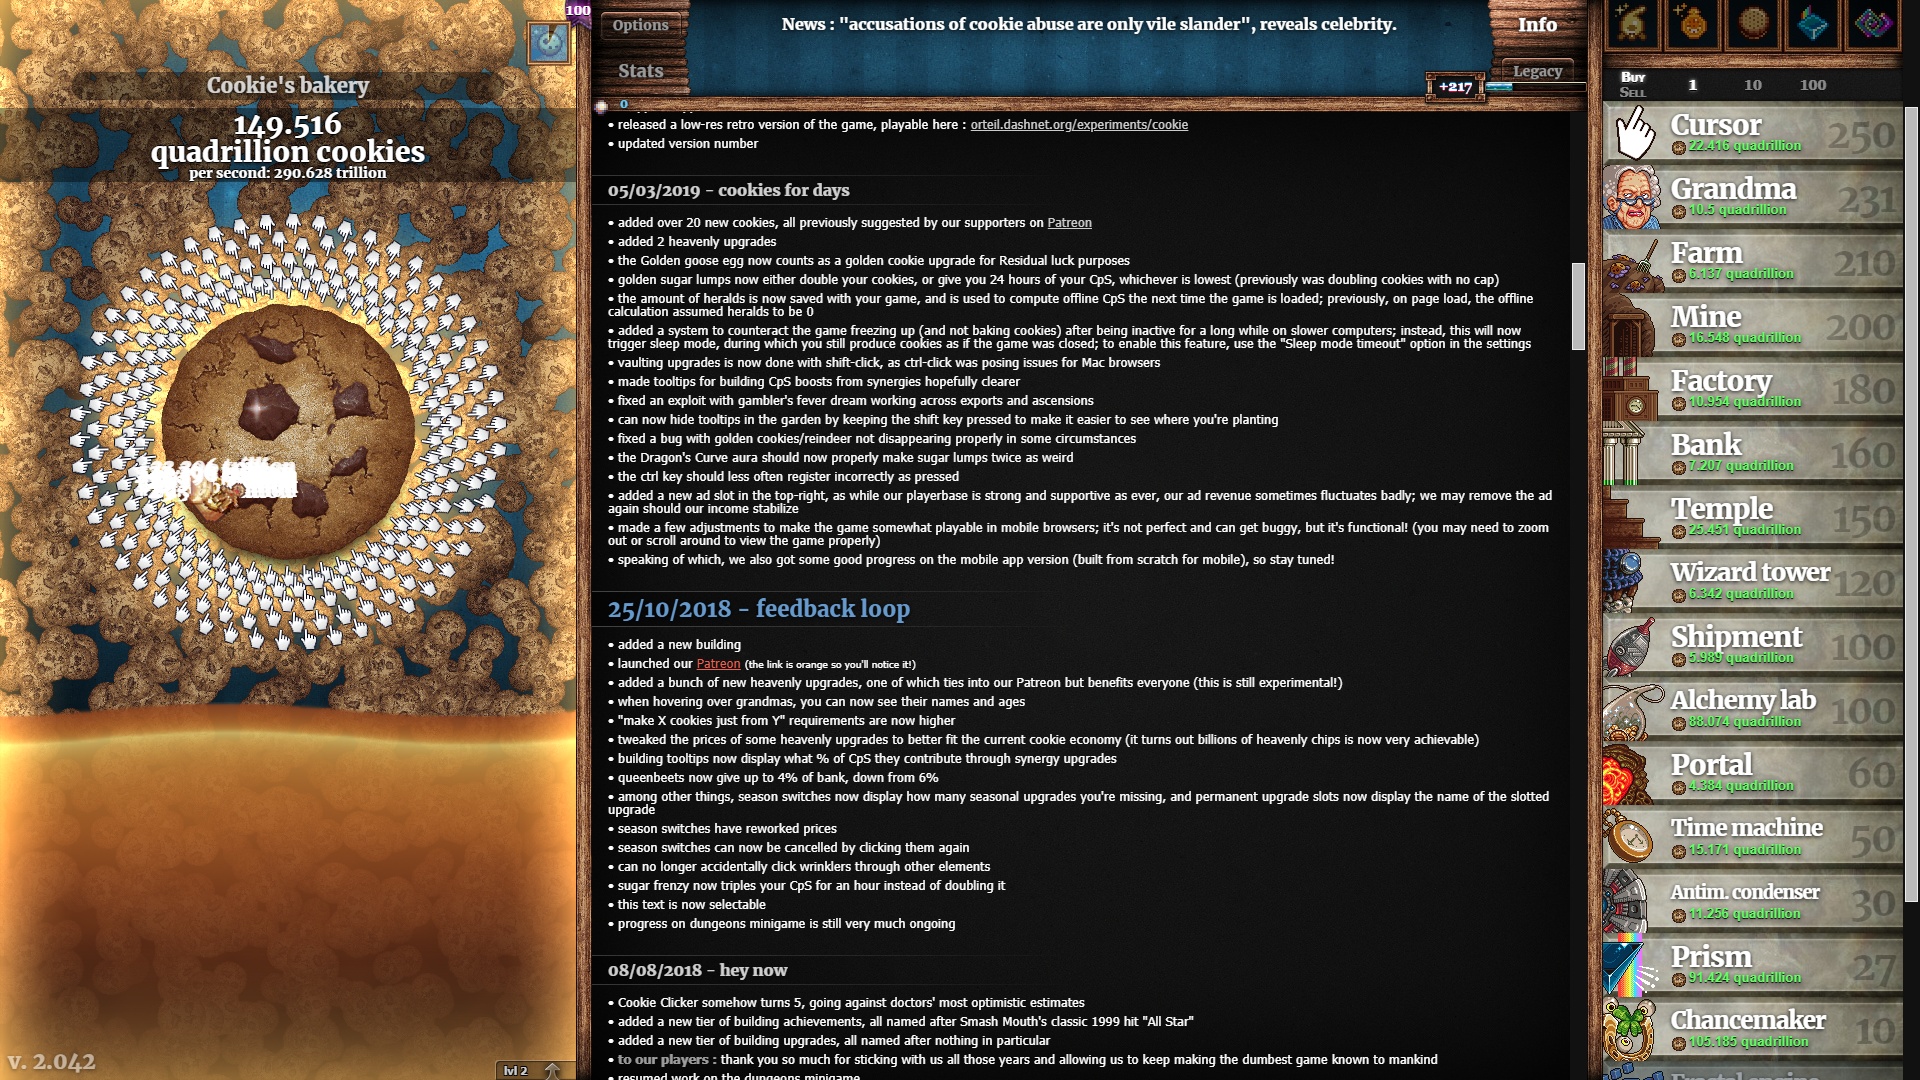 100
Cookie's bakery
149.516
quadrillion cookies
per second: 290.628 trillion
v. 2.042
lvl 2
Options
Stats
News : "accusations of cookie abuse are only vile slander", reveals celebrity.
Info
Legacy
+217
0
• released a low-res retro version of the game, playable here : orteil.dashnet.org/experiments/cookie
• updated version number
05/03/2019 - cookies for days
• added over 20 new cookies, all previously suggested by our supporters on Patreon
• added 2 heavenly upgrades
• the Golden goose egg now counts as a golden cookie upgrade for Residual luck purposes
• golden sugar lumps now either double your cookies, or give you 24 hours of your CpS, whichever is lowest (previously was doubling cookies with no cap)
• the amount of heralds is now saved with your game, and is used to compute offline CpS the next time the game is loaded; previously, on page load, the offline
calculation assumed heralds to be 0
• added a system to counteract the game freezing up (and not baking cookies) after being inactive for a long while on slower computers; instead, this will now
trigger sleep mode, during which you still produce cookies as if the game was closed; to enable this feature, use the "Sleep mode timeout" option in the settings
• vaulting upgrades is now done with shift-click, as ctrl-click was posing issues for Mac browsers
• made tooltips for building CpS boosts from synergies hopefully clearer
• fixed an exploit with gambler's fever dream working across exports and ascensions
• can now hide tooltips in the garden by keeping the shift key pressed to make it easier to see where you're planting
• fixed a bug with golden cookies/reindeer not disappearing properly in some circumstances
• the Dragon's Curve aura should now properly make sugar lumps twice as weird
• the ctrl key should less often register incorrectly as pressed
• added a new ad slot in the top-right, as while our playerbase is strong and supportive as ever, our ad revenue sometimes fluctuates badly; we may remove the ad
again should our income stabilize
• made a few adjustments to make the game somewhat playable in mobile browsers; it's not perfect and can get buggy, but it's functional! (you may need to zoom
out or scroll around to view the game properly)
• speaking of which, we also got some good progress on the mobile app version (built from scratch for mobile), so stay tuned!
25/10/2018 - feedback loop
• added a new building
• launched our Patreon (the link is orange so you'll notice it!)
• added a bunch of new heavenly upgrades, one of which ties into our Patreon but benefits everyone (this is still experimental!)
• when hovering over grandmas, you can now see their names and ages
• "make X cookies just from Y" requirements are now higher
• tweaked the prices of some heavenly upgrades to better fit the current cookie economy (it turns out billions of heavenly chips is now very achievable)
• building tooltips now display what % of CpS they contribute through synergy upgrades
• queenbeets now give up to 4% of bank, down from 6%
• among other things, season switches now display how many seasonal upgrades you're missing, and permanent upgrade slots now display the name of the slotted
upgrade
• season switches have reworked prices
• season switches can now be cancelled by clicking them again
• can no longer accidentally click wrinklers through other elements
• sugar frenzy now triples your CpS for an hour instead of doubling it
• this text is now selectable
• progress on dungeons minigame is still very much ongoing
08/08/2018 - hey now
• Cookie Clicker somehow turns 5, going against doctors' most optimistic estimates
• added a new tier of building achievements, all named after Smash Mouth's classic 1999 hit "All Star"
• added a new tier of building upgrades, all named after nothing in particular
• to our players : thank you so much for sticking with us all those years and allowing us to keep making the dumbest game known to mankind
• resumed work on the dungeons minigame
Buy
Sell
1
10
100
Cursor
22.416 quadrillion
250
Grandma
10.5 quadrillion
231
Farm
6.137 quadrillion
210
Mine
16.548 quadrillion
200
Factory
10.954 quadrillion
180
Bank
7.207 quadrillion
160
Temple
25.451 quadrillion
150
Wizard tower
6.342 quadrillion
120
Shipment
5.989 quadrillion
100
Alchemy lab
88.074 quadrillion
100
Portal
4.384 quadrillion
60
Time machine
15.171 quadrillion
50
Antim. condenser
11.256 quadrillion
30
Prism
91.424 quadrillion
27
Chancemaker
105.185 quadrillion
10
Fractal engine